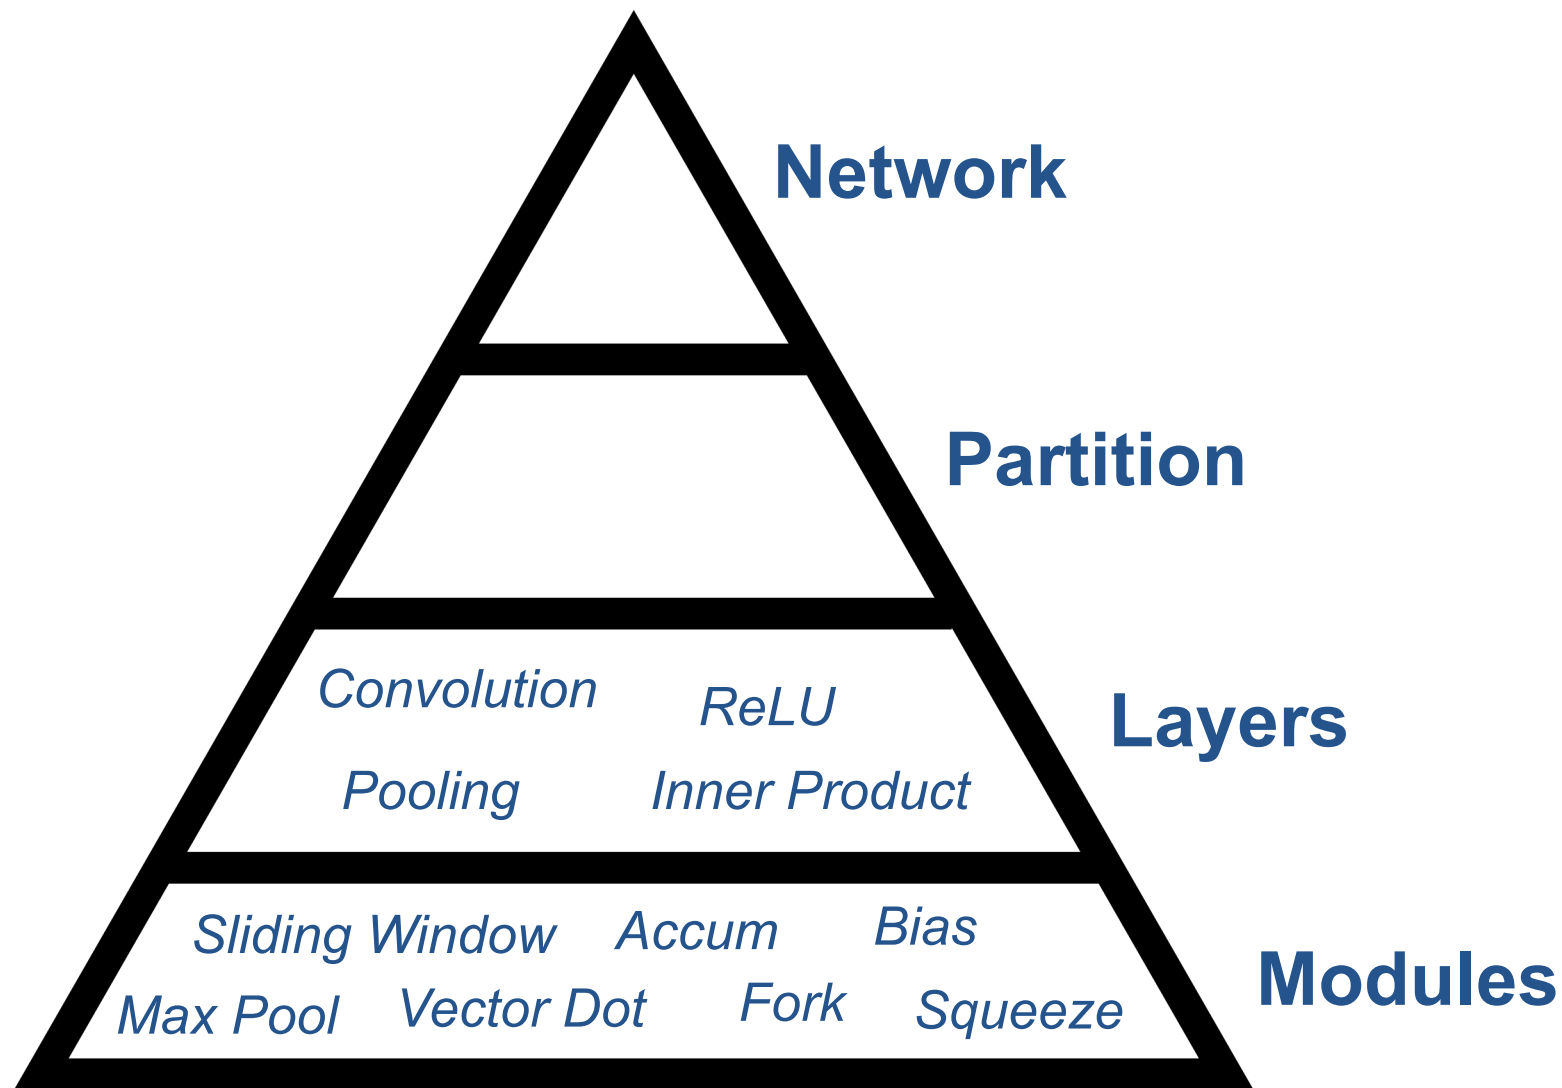 Network
Partition
Convolution ReLU
Layers
Pooling Inner Product
Sliding Window Accum Bias
Modules
Max Pool Vector Dot Fork Squeeze